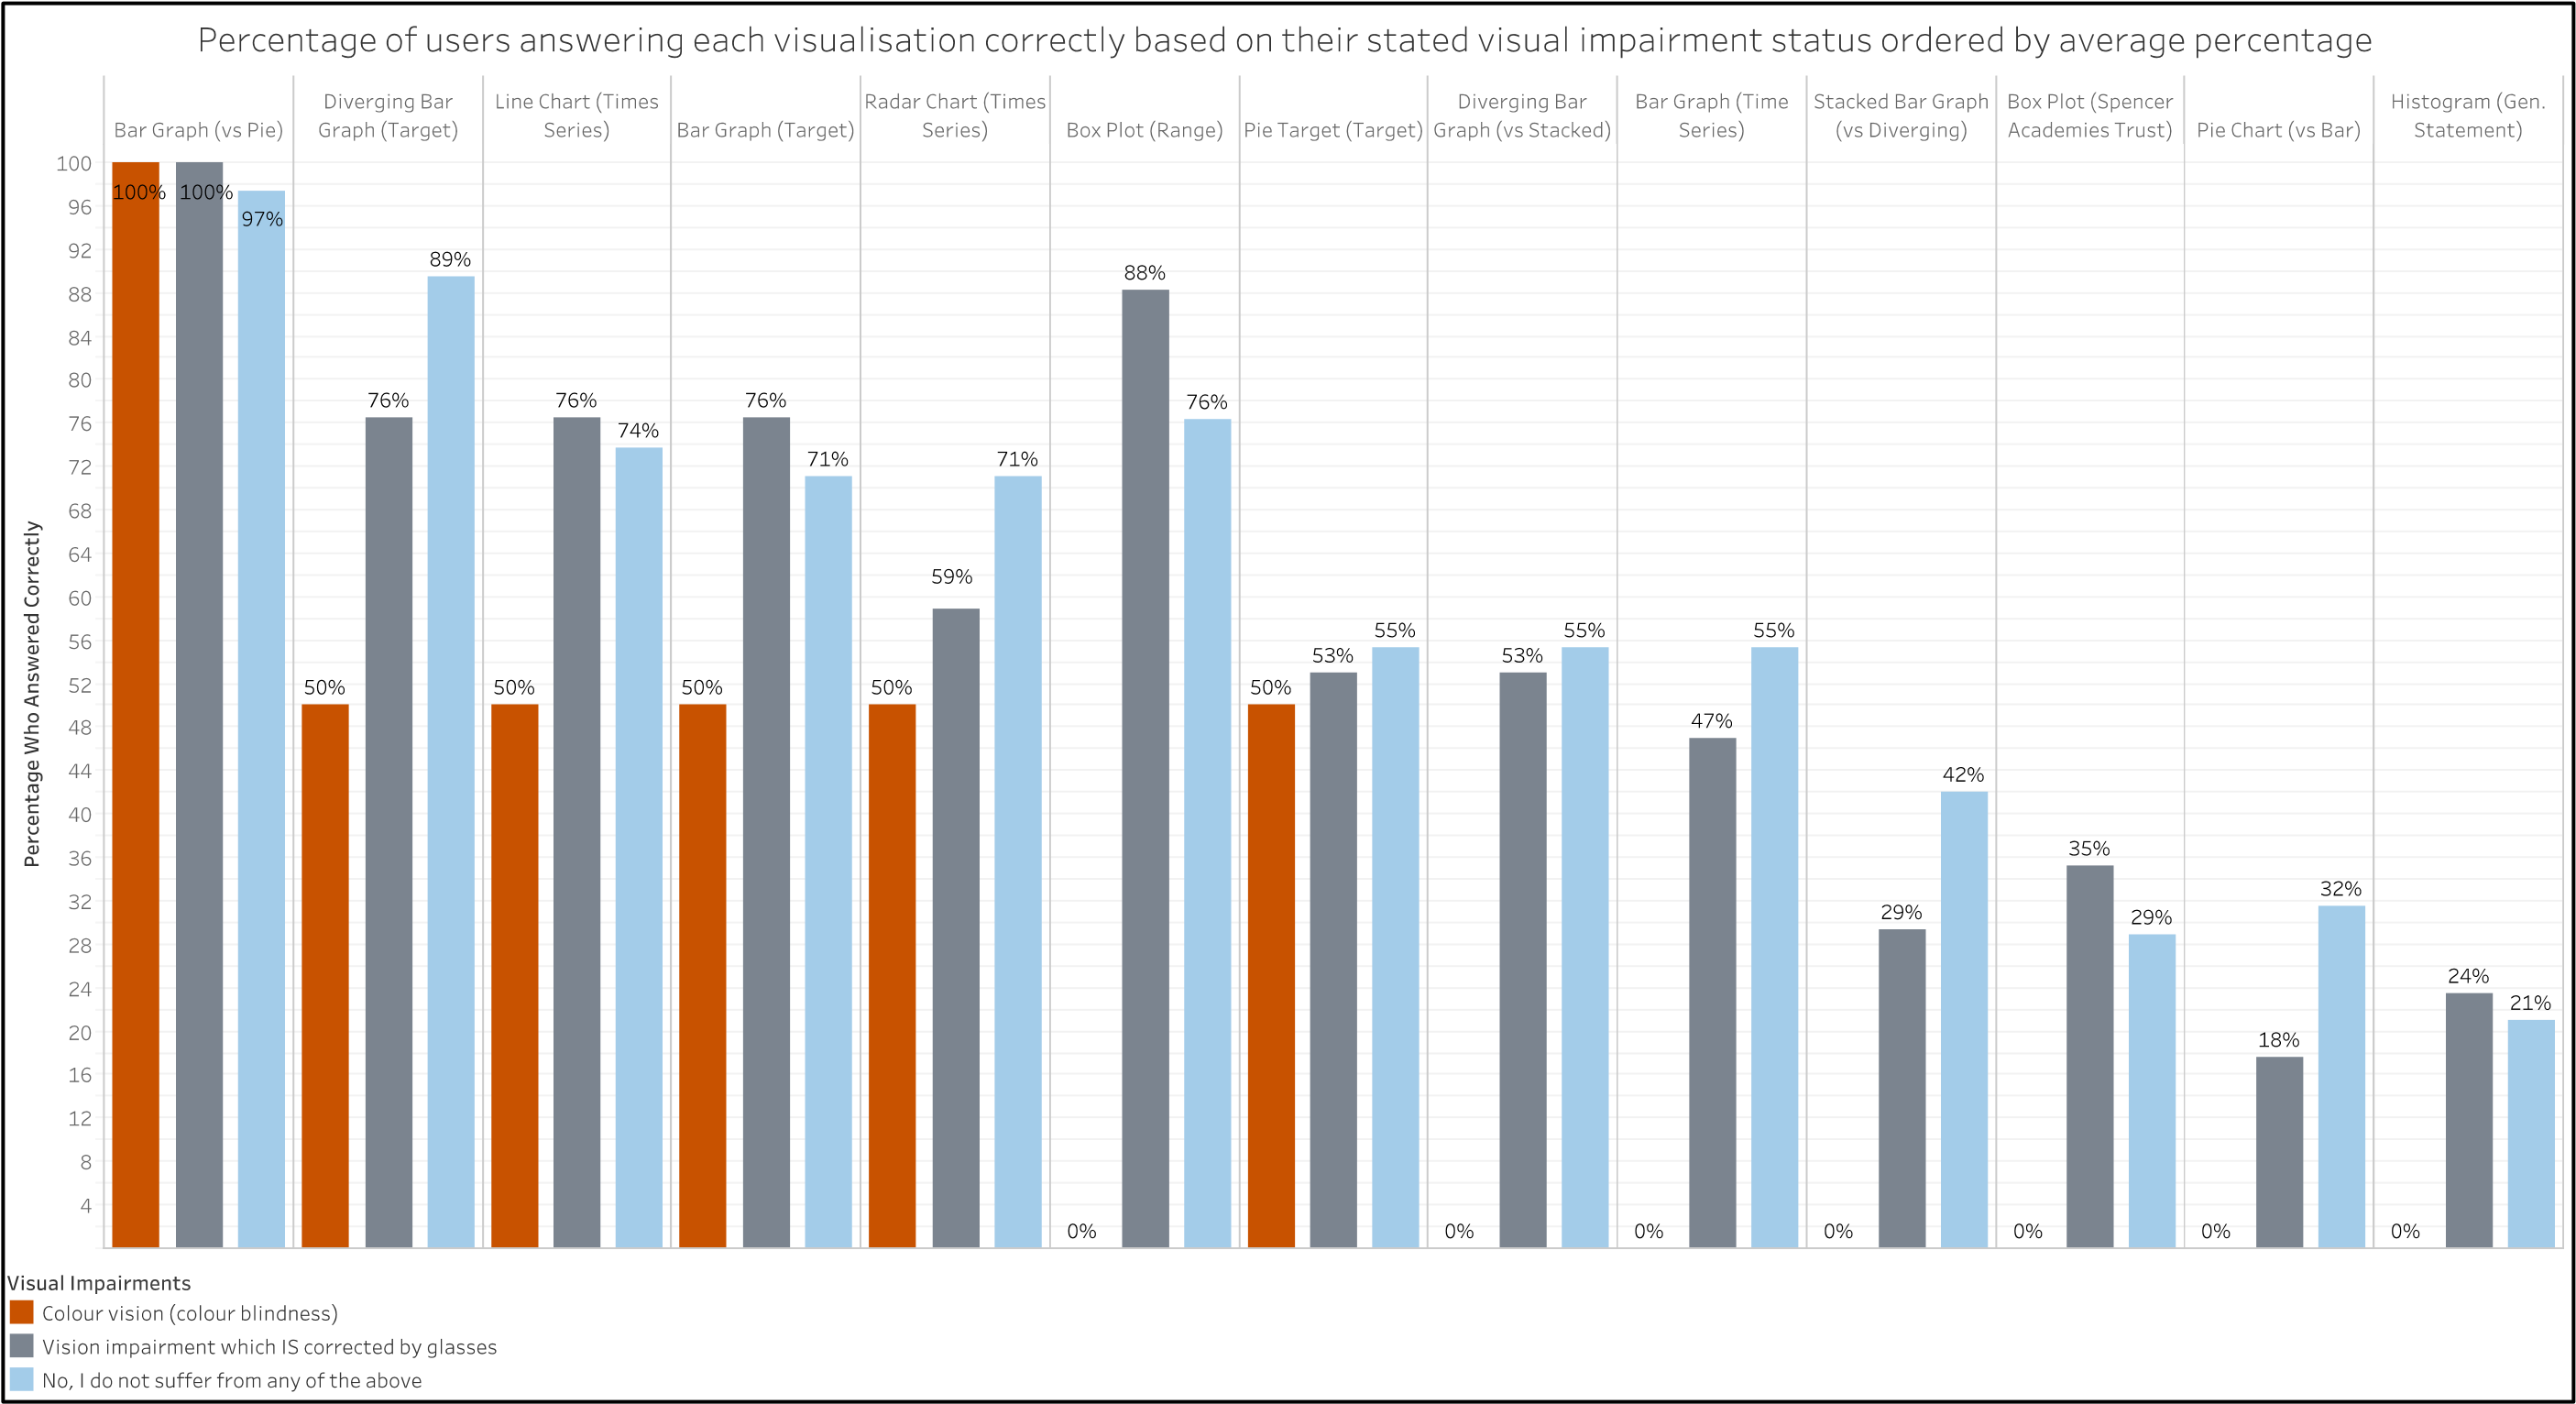 Percentage of users answering each visualisation correctly based on their stated visual impairment status ordered by average percentage
Bar Graph (vs Pie)
Diverging Bar
Graph (Target)
Line Chart (Times
Series)
Bar Graph (Target)
Radar Chart (Times
Series)
Box Plot (Range)
Pie Target (Target)
Diverging Bar
Graph (vs Stacked)
Bar Graph (Time
Series)
Stacked Bar Graph
(vs Diverging)
Box Plot (Spencer
Academies Trust)
Pie Chart (vs Bar)
Histogram (Gen.
Statement)
Percentage Who Answered Correctly
100
96
92
88
84
80
76
72
68
64
60
56
52
48
44
40
36
32
28
24
20
16
12
8
4
100%
100%
97%
50%
76%
89%
50%
76%
74%
50%
76%
71%
50%
59%
71%
0%
88%
76%
50%
53%
55%
0%
53%
55%
0%
47%
55%
0%
29%
42%
0%
35%
29%
0%
18%
32%
0%
24%
21%
Visual Impairments
Colour vision (colour blindness)
Vision impairment which IS corrected by glasses
No, I do not suffer from any of the above